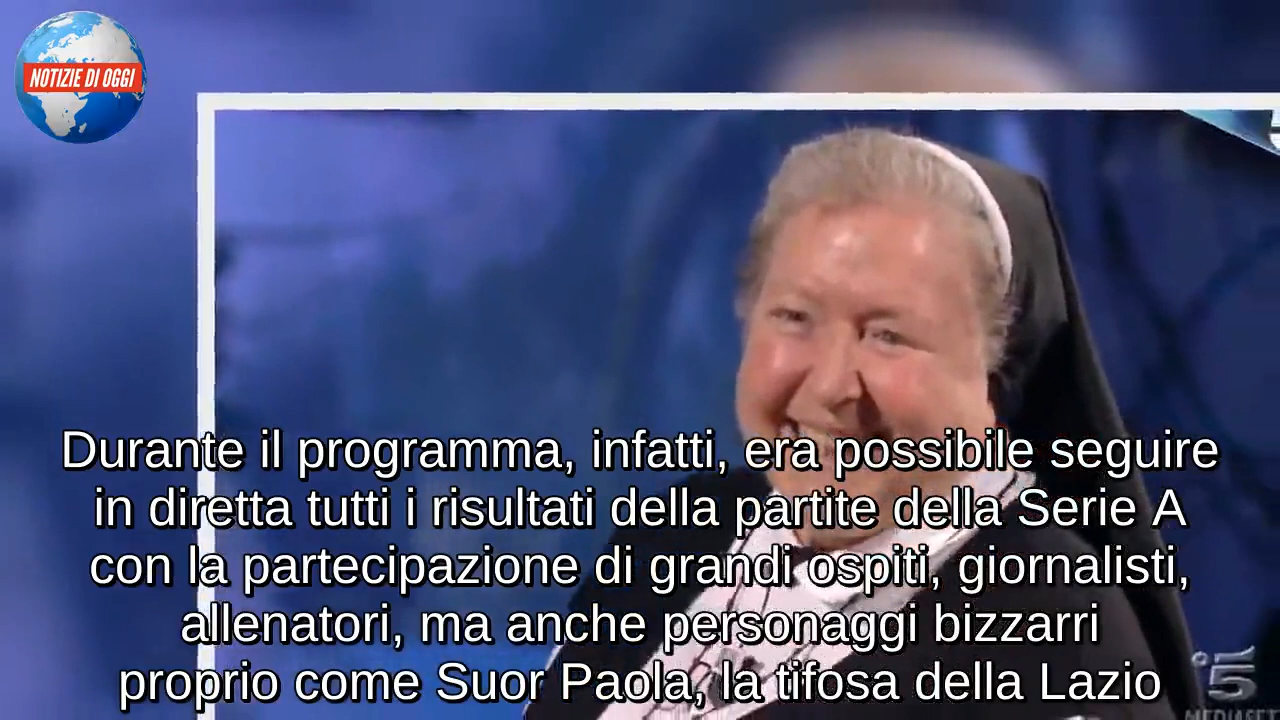 NOTIZIE DI OGGI
Durante il programma, infatti, era possibile seguire
in diretta tutti i risultati della partite della Serie A
con la partecipazione di grandi ospiti, giornalisti,
allenatori, ma anche personaggi bizzarri
proprio come Suor Paola, la tifosa della Lazio
5
MEDIASET